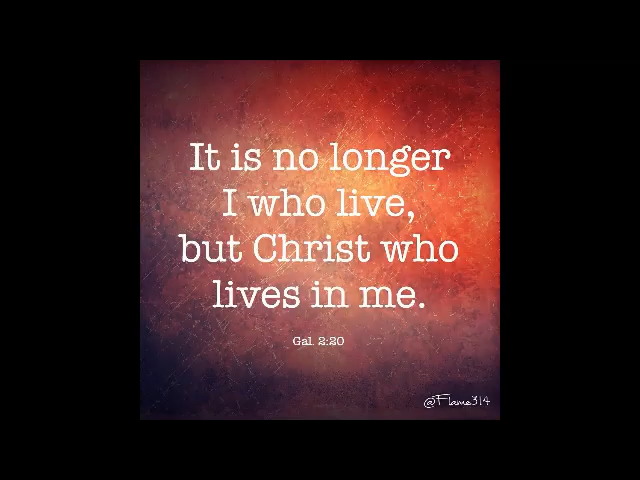 It is no longer
I who live,
but Christ who
lives in me.
Gal. 2:20
@Flame314